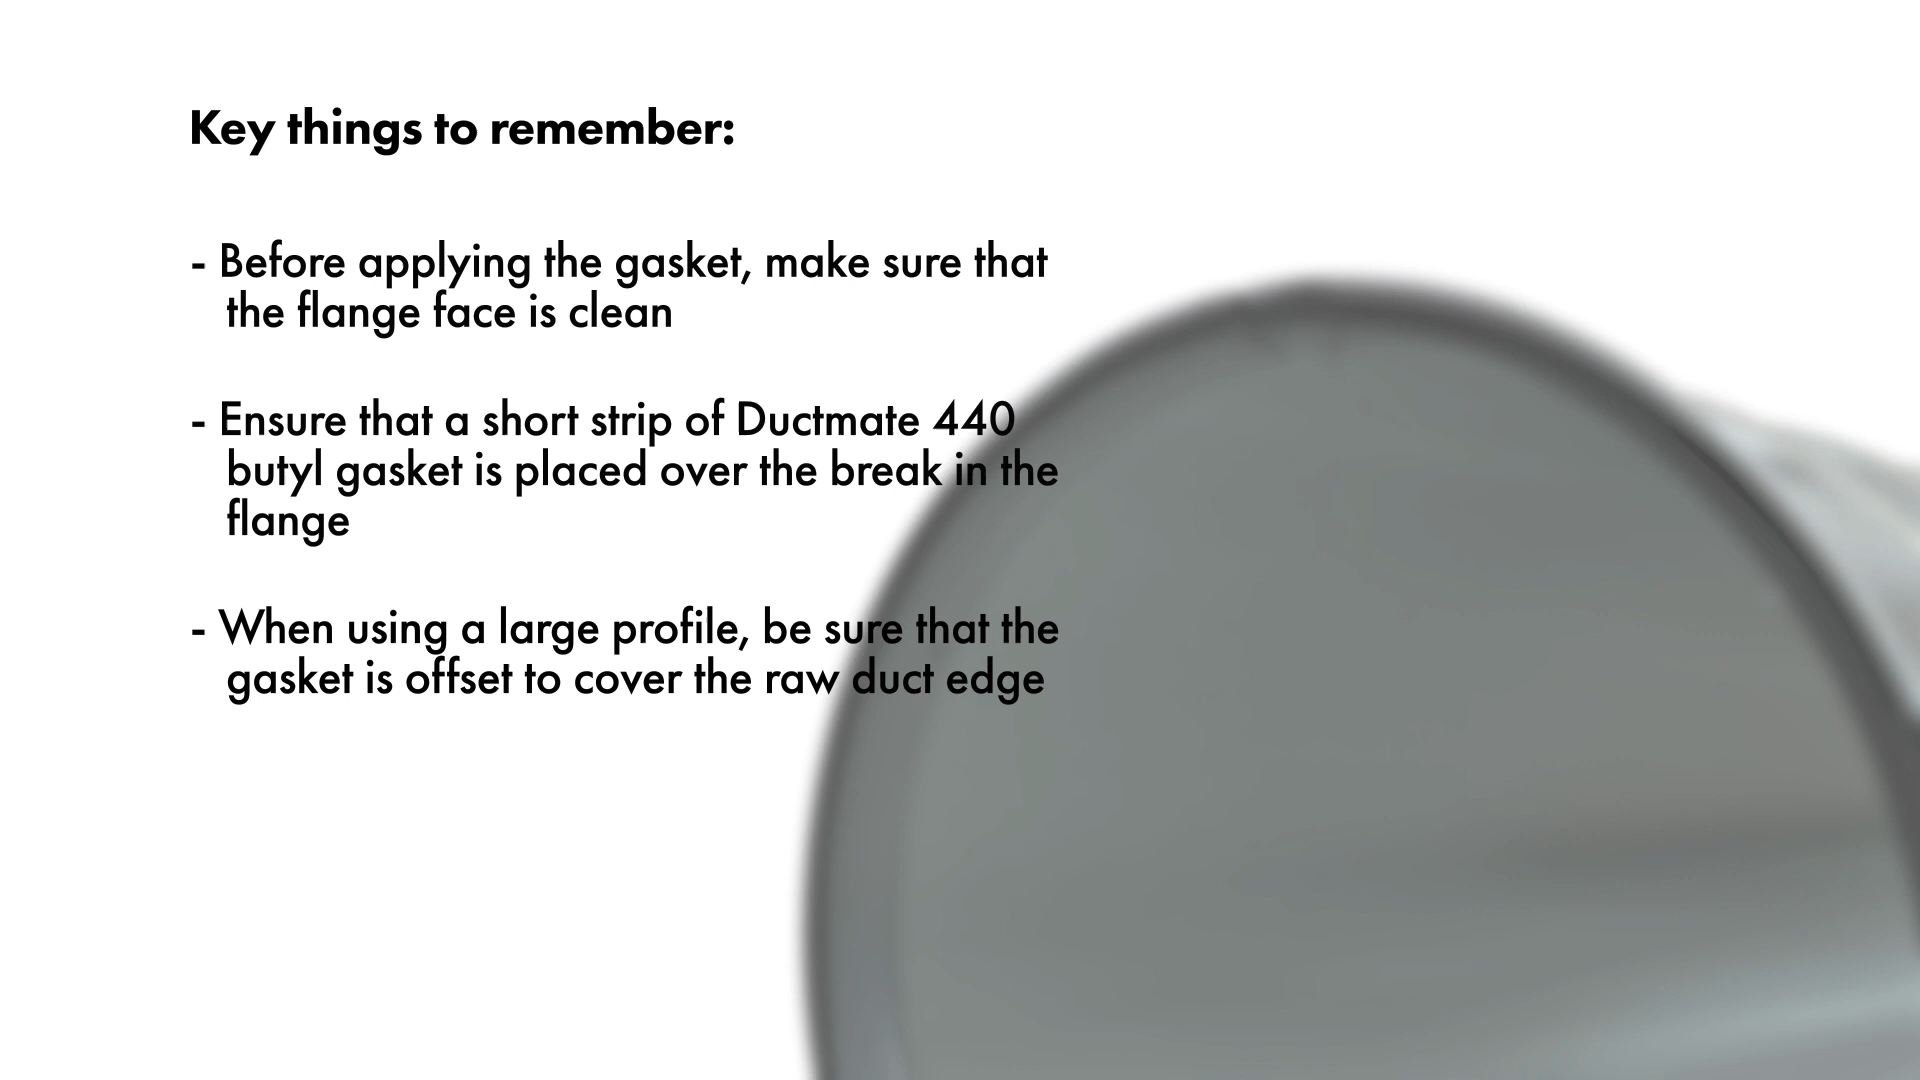 Key things to remember:
- Before applying the gasket, make sure that
the flange face is clean
- Ensure that a short strip of Ductmate 440
butyl gasket is placed over the break in the
flange
- When using a large profile, be sure that the
gasket is offset to cover the raw duct edge